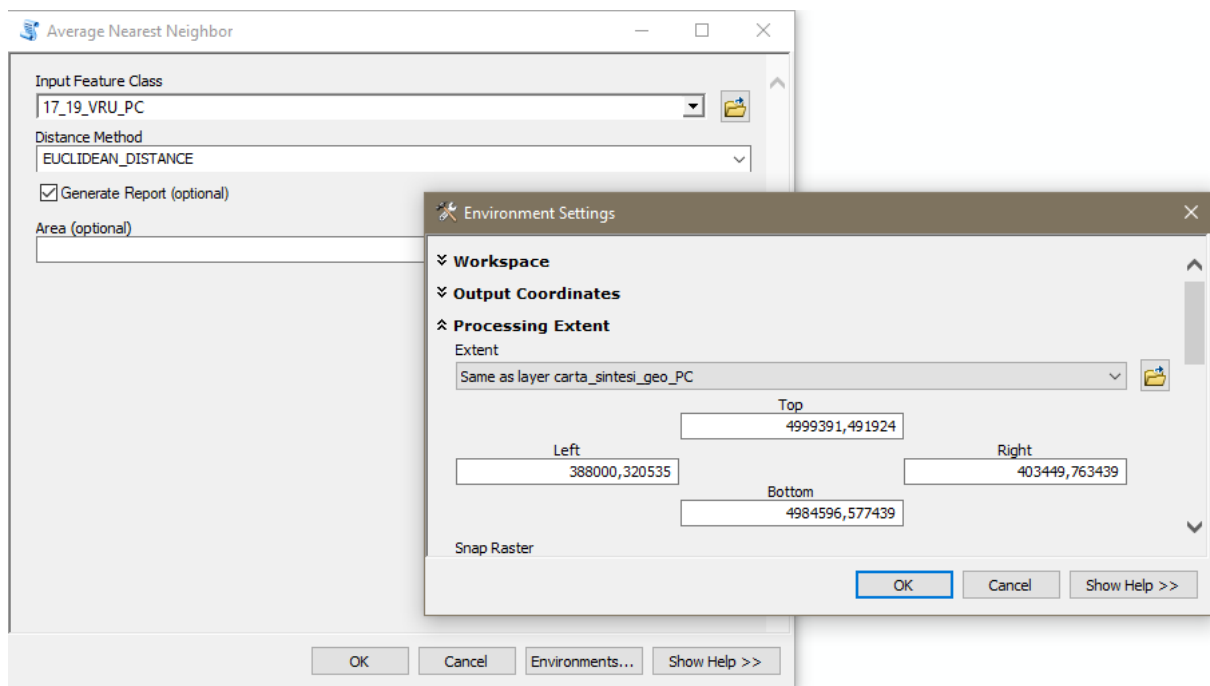 Average Nearest Neighbor
Input Feature Class
17_19_VRU_PC
Distance Method
EUCLIDEAN_DISTANCE
Generate Report (optional)
Area (optional)
OK
Cancel
Environments...
Show Help >>
Environment Settings
Workspace
Output Coordinates
Processing Extent
Extent
Same as layer carta_sintesi_geo_PC
Top
4999391,491924
Left
Right
388000,320535
403449,763439
Bottom
4984596,577439
Snap Raster
OK
Cancel
Show Help >>